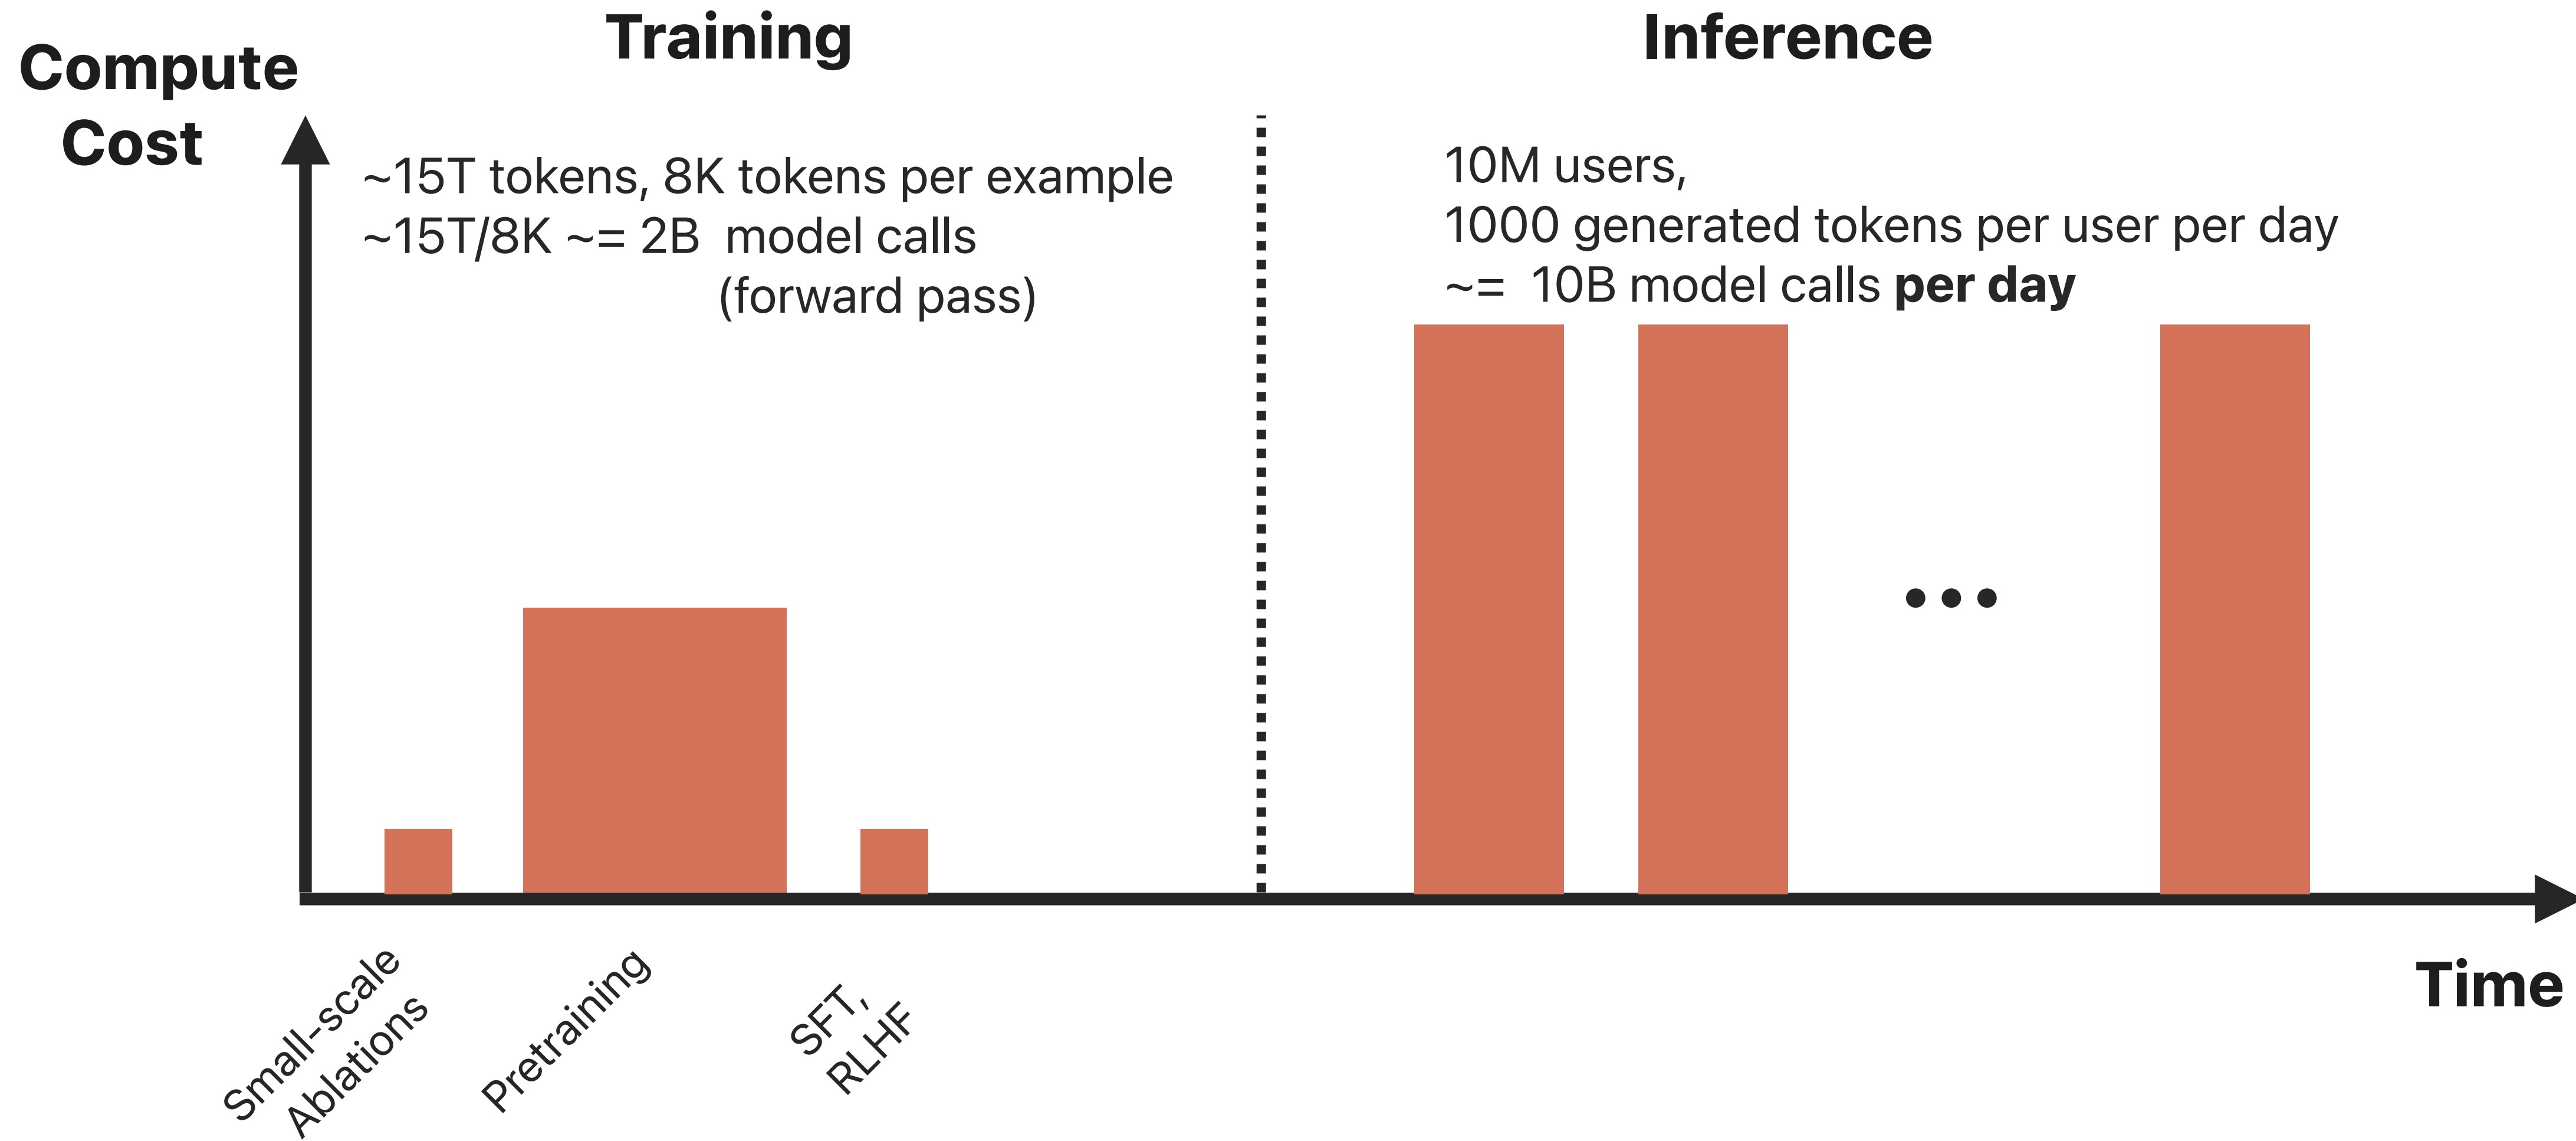 Compute
Cost
Training
~15T tokens, 8K tokens per example
~15T/8K ~= 2B  model calls
(forward pass)
Inference
10M users,
1000 generated tokens per user per day
~=  10B model calls per day
Small-scale
Ablations
Pretraining
SFT,
RLHF
Time